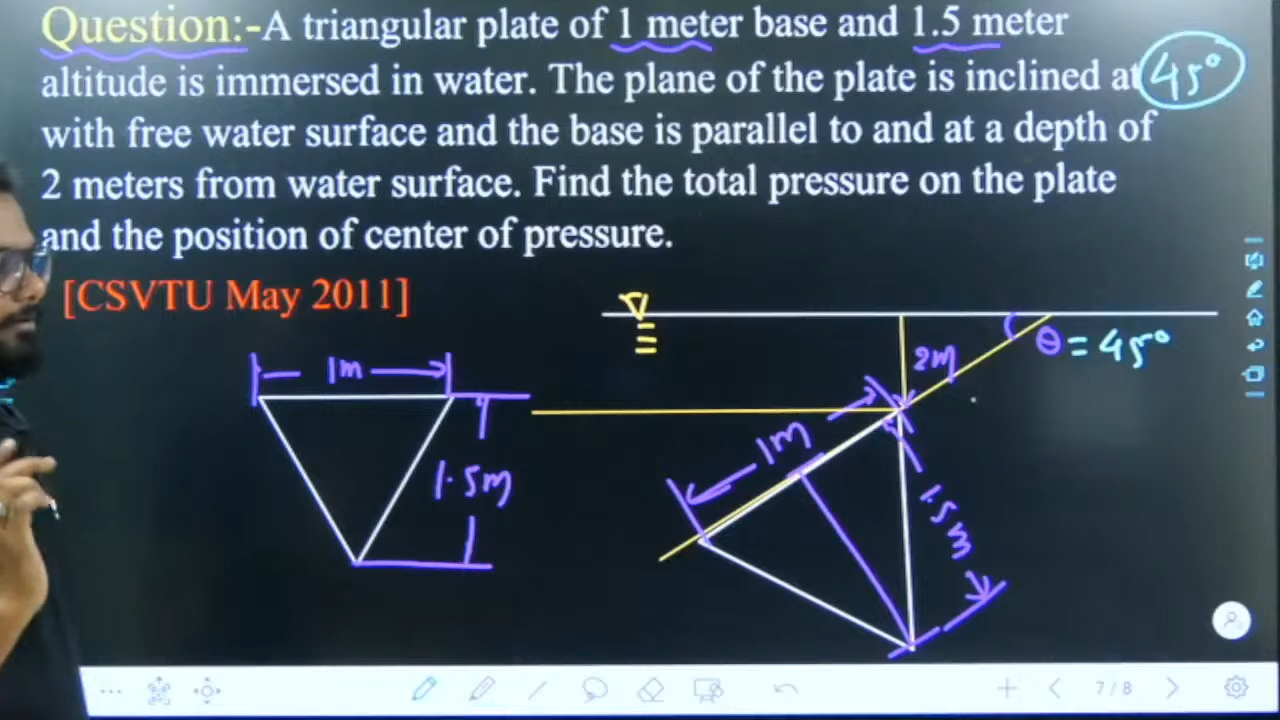 Question:-A triangular plate of 1 meter base and 1.5 meter
altitude is immersed in water. The plane of the plate is inclined at 45°
with free water surface and the base is parallel to and at a depth of
2 meters from water surface. Find the total pressure on the plate
and the position of center of pressure.
[CSVTU May 2011]
θ = 45°
2m
1m
1m
1.5m
1.5m
7/8